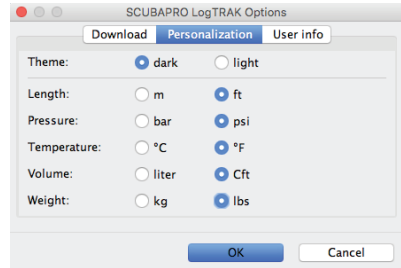 SCUBAPRO LogTRAK Options
Download Personalization User info
Theme: dark light
Length: m ft
Pressure: bar psi
Temperature: °C °F
Volume: liter Cft
Weight: kg lbs
OK Cancel